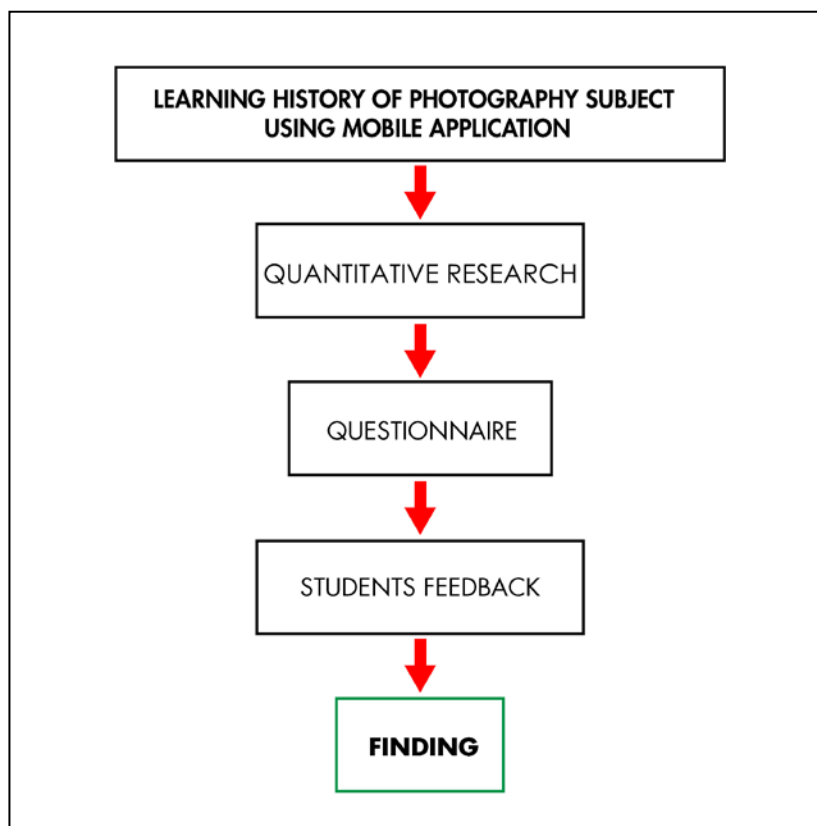 LEARNING HISTORY OF PHOTOGRAPHY SUBJECT
USING MOBILE APPLICATION
QUANTITATIVE RESEARCH
QUESTIONNAIRE
STUDENTS FEEDBACK
FINDING